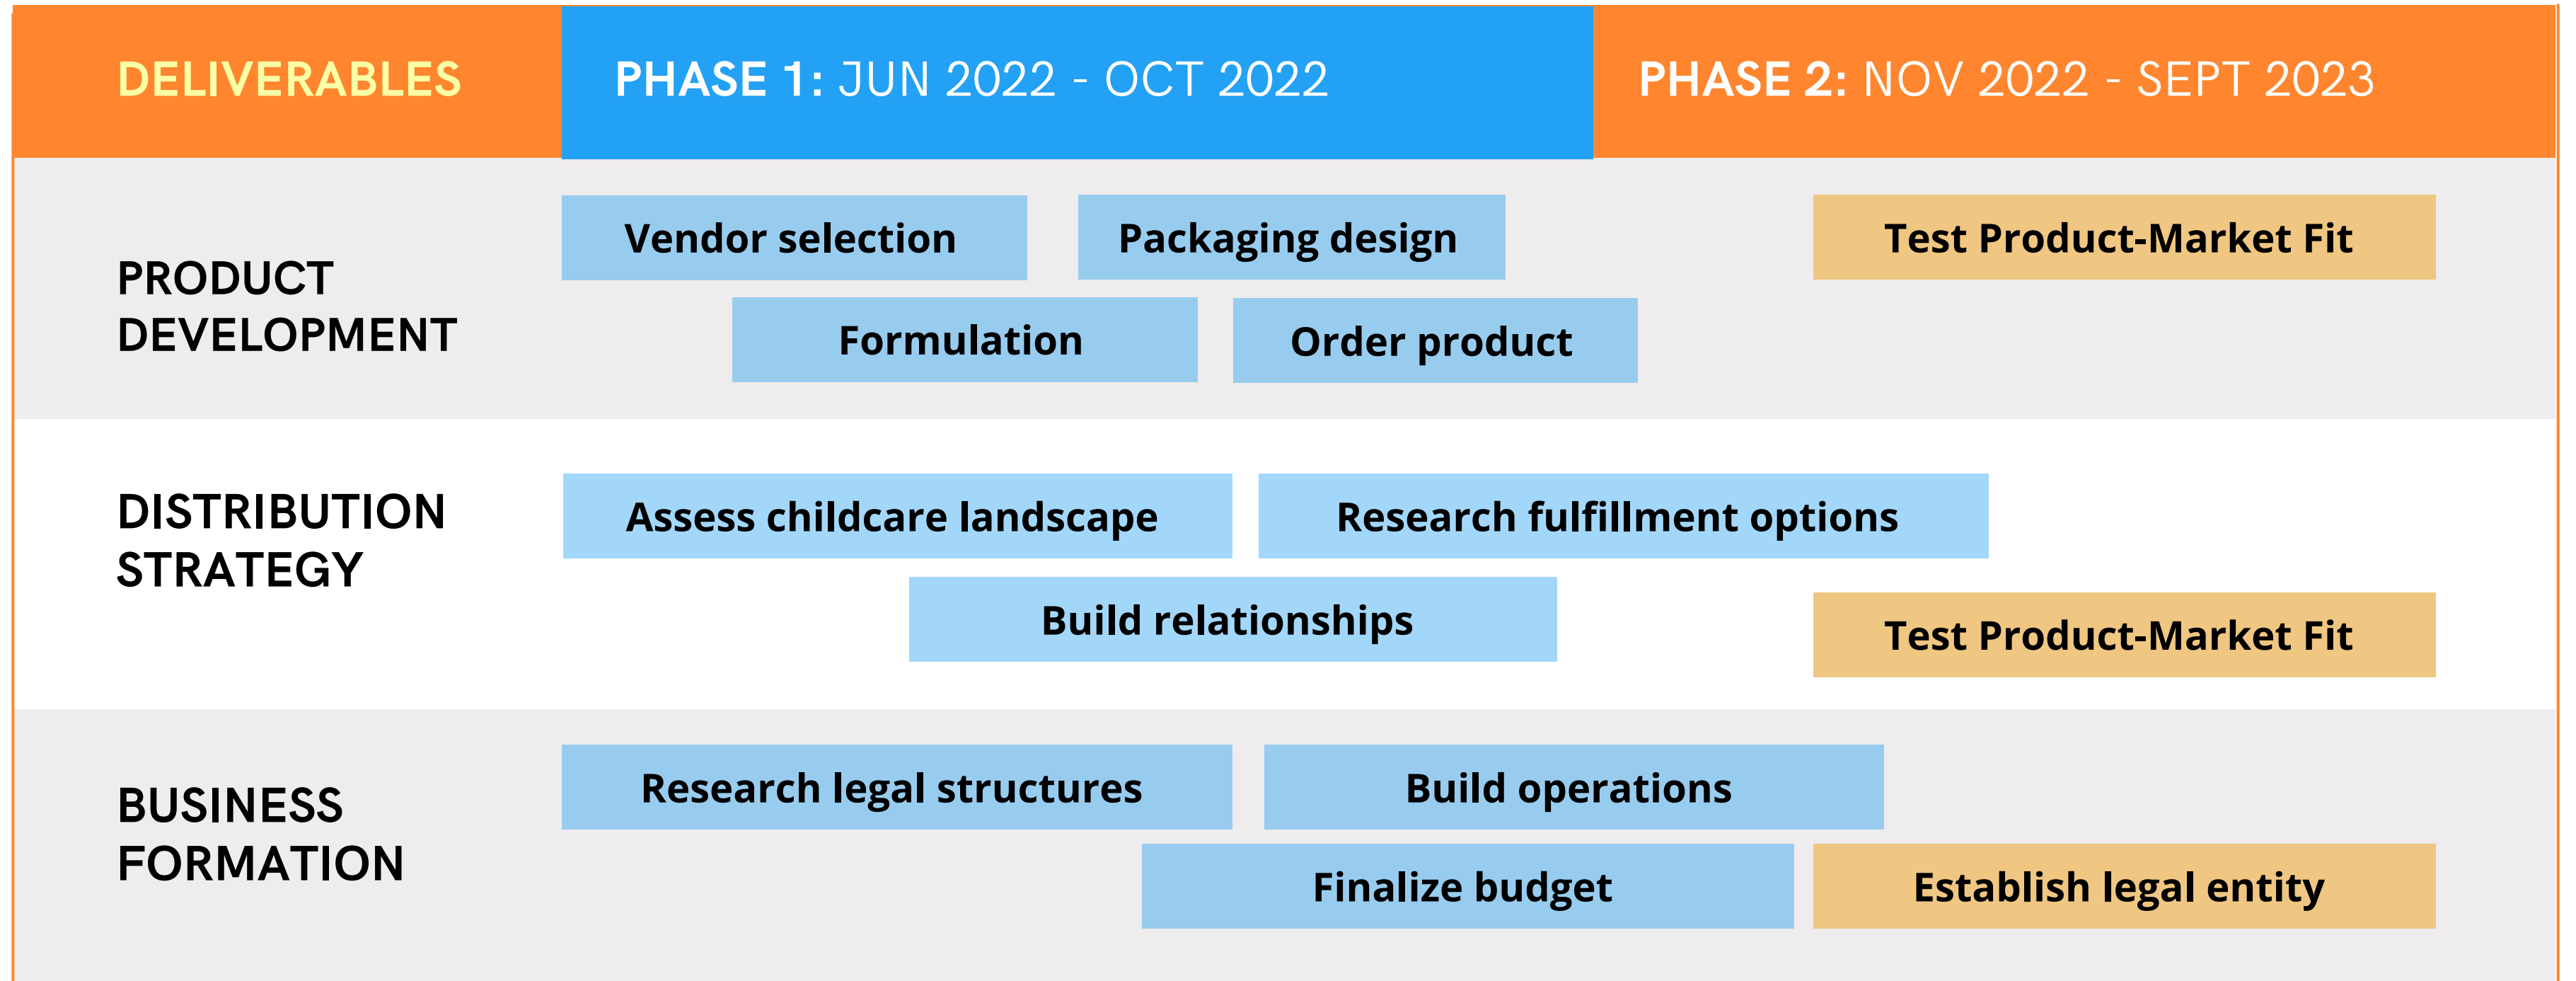 DELIVERABLES
PHASE 1: JUN 2022 - OCT 2022
PHASE 2: NOV 2022 - SEPT 2023
PRODUCT
DEVELOPMENT
Vendor selection
Packaging design
Test Product-Market Fit
Formulation
Order product
DISTRIBUTION
STRATEGY
Assess childcare landscape
Research fulfillment options
Build relationships
Test Product-Market Fit
BUSINESS
FORMATION
Research legal structures
Build operations
Finalize budget
Establish legal entity